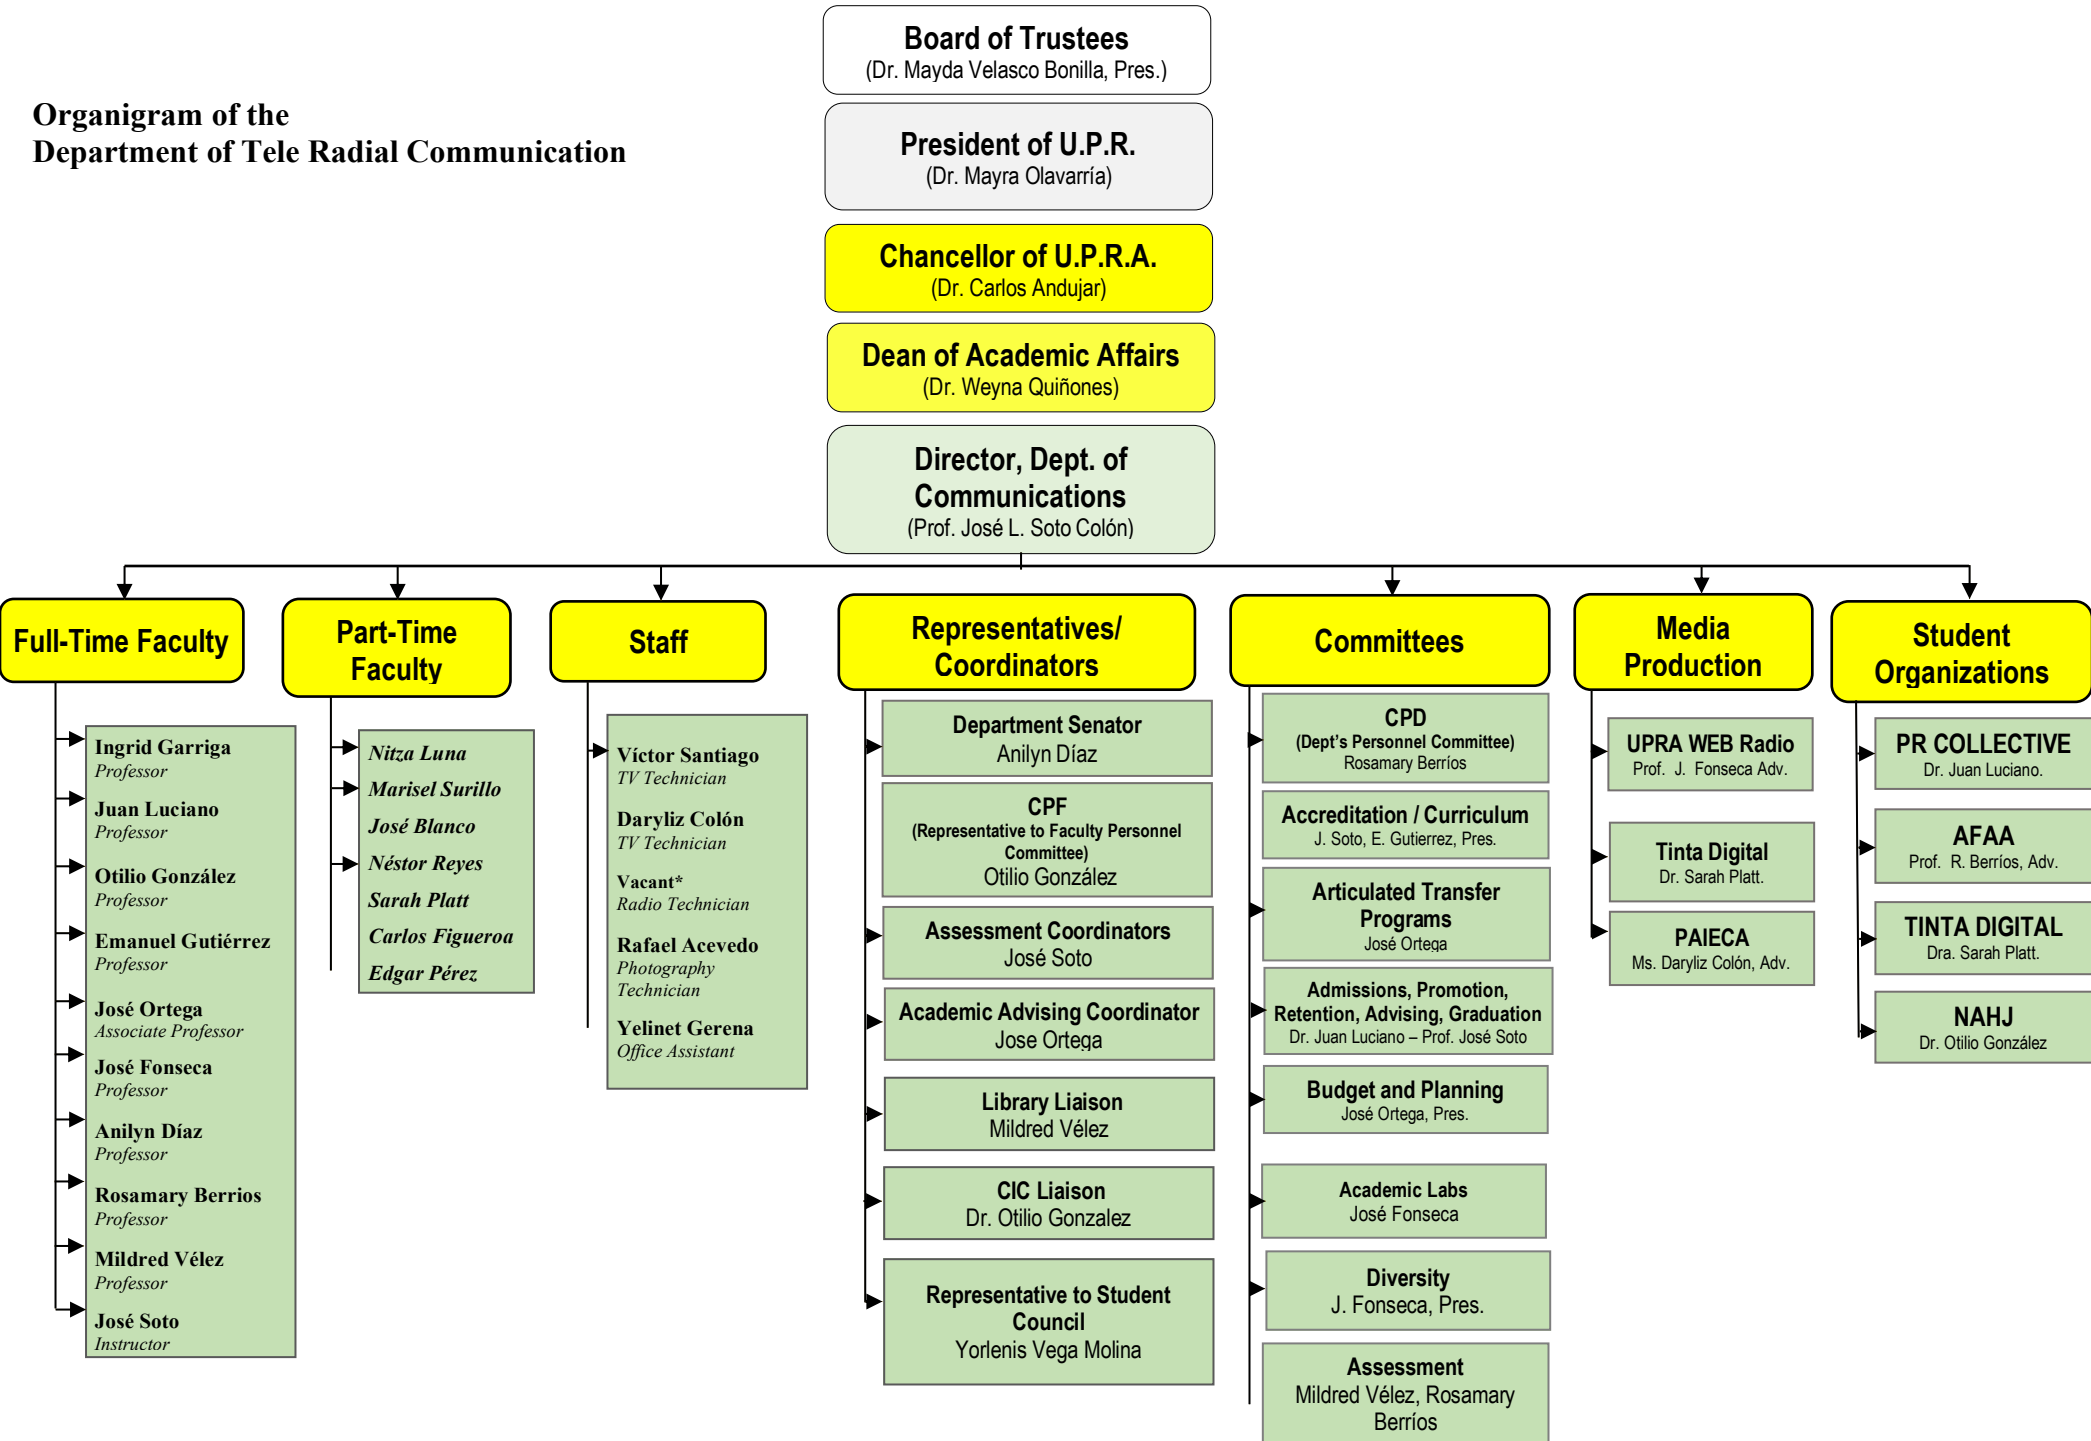 Board of Trustees
(Dr. Mayda Velasco Bonilla, Pres.)
Organigram of the
Department of Tele Radial Communication
President of U.P.R.
(Dr. Mayra Olavarría)
Chancellor of U.P.R.A.
(Dr. Carlos Andujar)
Dean of Academic Affairs
(Dr. Weyna Quiñones)
Director, Dept. of
Communications
(Prof. José L. Soto Colón)
Full-Time Faculty
Ingrid Garriga
Professor
Juan Luciano
Professor
Otilio González
Professor
Emanuel Gutiérrez
Professor
José Ortega
Associate Professor
José Fonseca
Professor
Anilyn Díaz
Professor
Rosamary Berrios
Professor
Mildred Vélez
Professor
José Soto
Instructor
Part-Time
Faculty
Nitza Luna
Marisel Surillo
José Blanco
Néstor Reyes
Sarah Platt
Carlos Figueroa
Edgar Pérez
Staff
Víctor Santiago
TV Technician
Daryliz Colón
TV Technician
Vacant*
Radio Technician
Rafael Acevedo
Photography
Technician
Yelinet Gerena
Office Assistant
Representatives/
Coordinators
Department Senator
Anilyn Díaz
CPF
(Representative to Faculty Personnel
Committee)
Otilio González
Assessment Coordinators
José Soto
Academic Advising Coordinator
Jose Ortega
Library Liaison
Mildred Vélez
CIC Liaison
Dr. Otilio Gonzalez
Representative to Student
Council
Yorlenis Vega Molina
Committees
CPD
(Dept's Personnel Committee)
Rosamary Berríos
Accreditation / Curriculum
J. Soto, E. Gutierrez, Pres.
Articulated Transfer
Programs
José Ortega
Admissions, Promotion,
Retention, Advising, Graduation
Dr. Juan Luciano – Prof. José Soto
Budget and Planning
José Ortega, Pres.
Academic Labs
José Fonseca
Diversity
J. Fonseca, Pres.
Assessment
Mildred Vélez, Rosamary
Berríos
Media
Production
UPRA WEB Radio
Prof. J. Fonseca Adv.
Tinta Digital
Dr. Sarah Platt.
PAIECA
Ms. Daryliz Colón, Adv.
Student
Organizations
PR COLLECTIVE
Dr. Juan Luciano.
AFAA
Prof. R. Berríos, Adv.
TINTA DIGITAL
Dra. Sarah Platt.
NAHJ
Dr. Otilio González